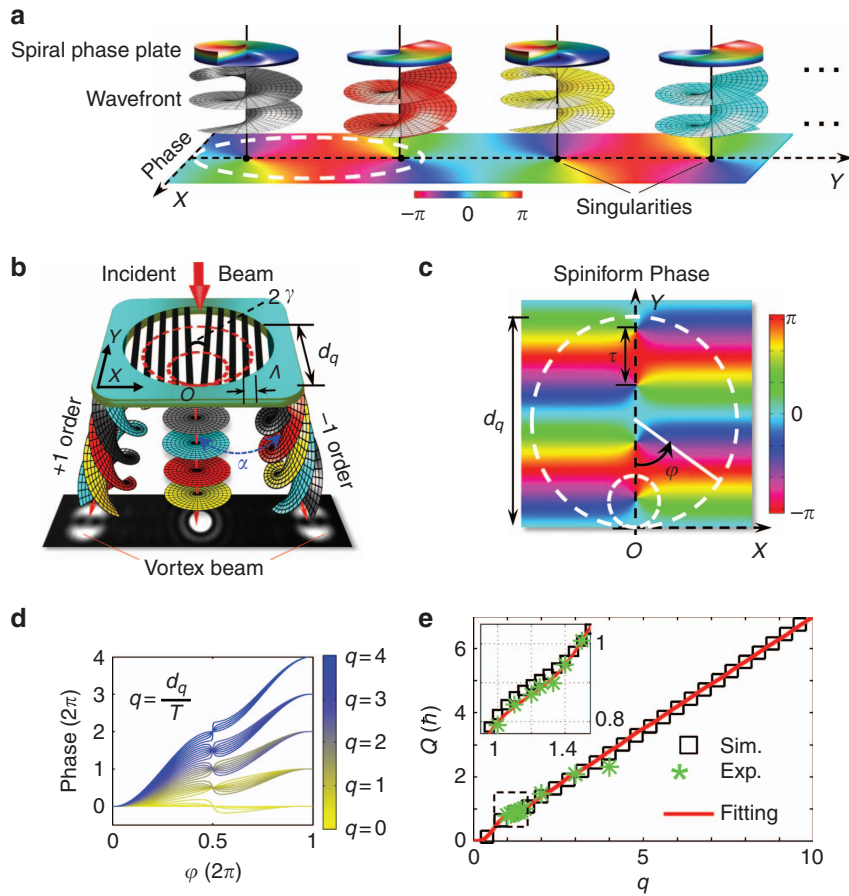 a
Spiral phase plate
Wavefront
...
...
Phase
X
Y
−π 0 π
Singularities
b
Incident Beam
2γ
d_q
Y
X
O
Λ
+1 order
−1 order
α
Vortex beam
c
Spiniform Phase
Y
τ
d_q
φ
O
X
π
0
−π
d
q = d_q/T
Phase (2π)
4
3
2
1
0
0 0.5 1
φ (2π)
q=4
q=3
q=2
q=1
q=0
e
Q (ħ)
6
4
2
0
1
0.8
1 1.4
Sim.
Exp.
Fitting
0 5 10
q